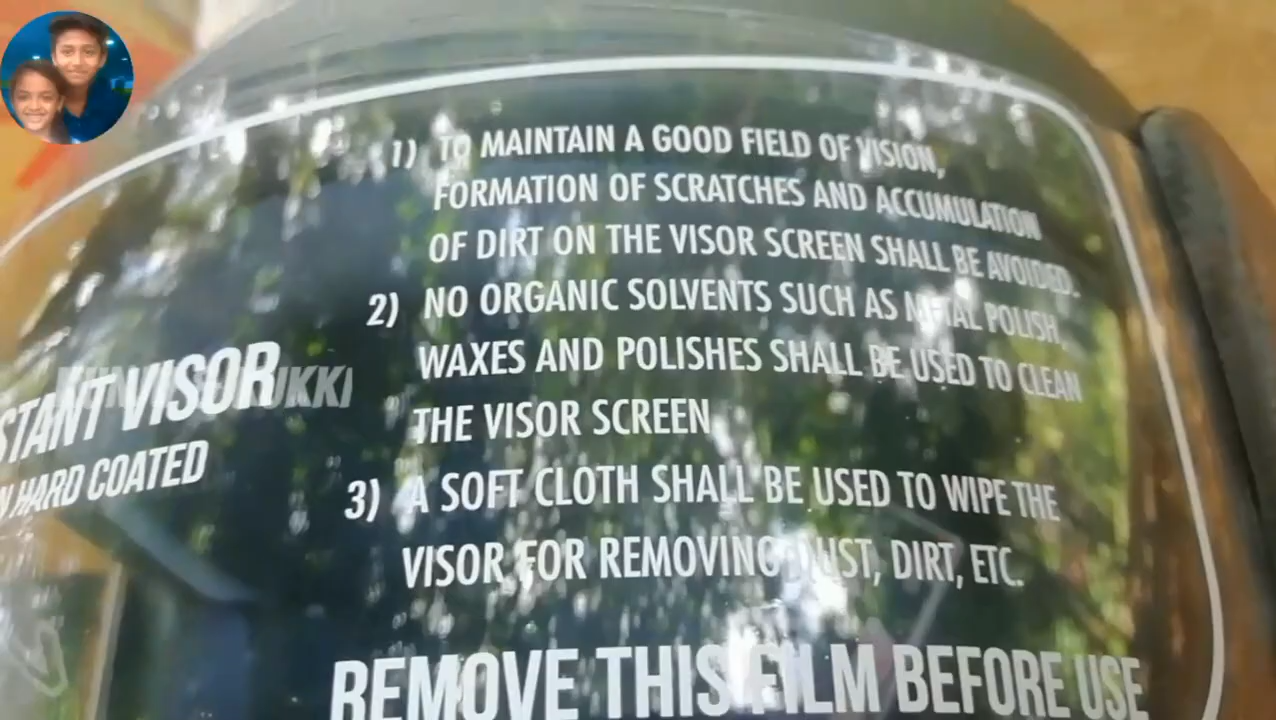 1) TO MAINTAIN A GOOD FIELD OF VISION,
FORMATION OF SCRATCHES AND ACCUMULATION
OF DIRT ON THE VISOR SCREEN SHALL BE AVOIDED.
2) NO ORGANIC SOLVENTS SUCH AS METAL POLISH,
WAXES AND POLISHES SHALL BE USED TO CLEAN
THE VISOR SCREEN
3) A SOFT CLOTH SHALL BE USED TO WIPE THE
VISOR FOR REMOVING DUST, DIRT, ETC.
REMOVE THIS FILM BEFORE USE
VISOR
HARD COATED